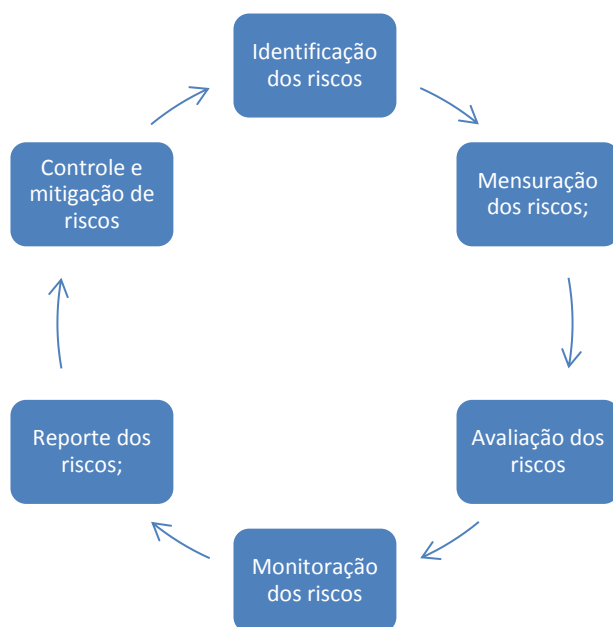 Identificação
dos riscos
Mensuração
dos riscos;
Avaliação dos
riscos
Monitoração
dos riscos
Reporte dos
riscos;
Controle e
mitigação de
riscos